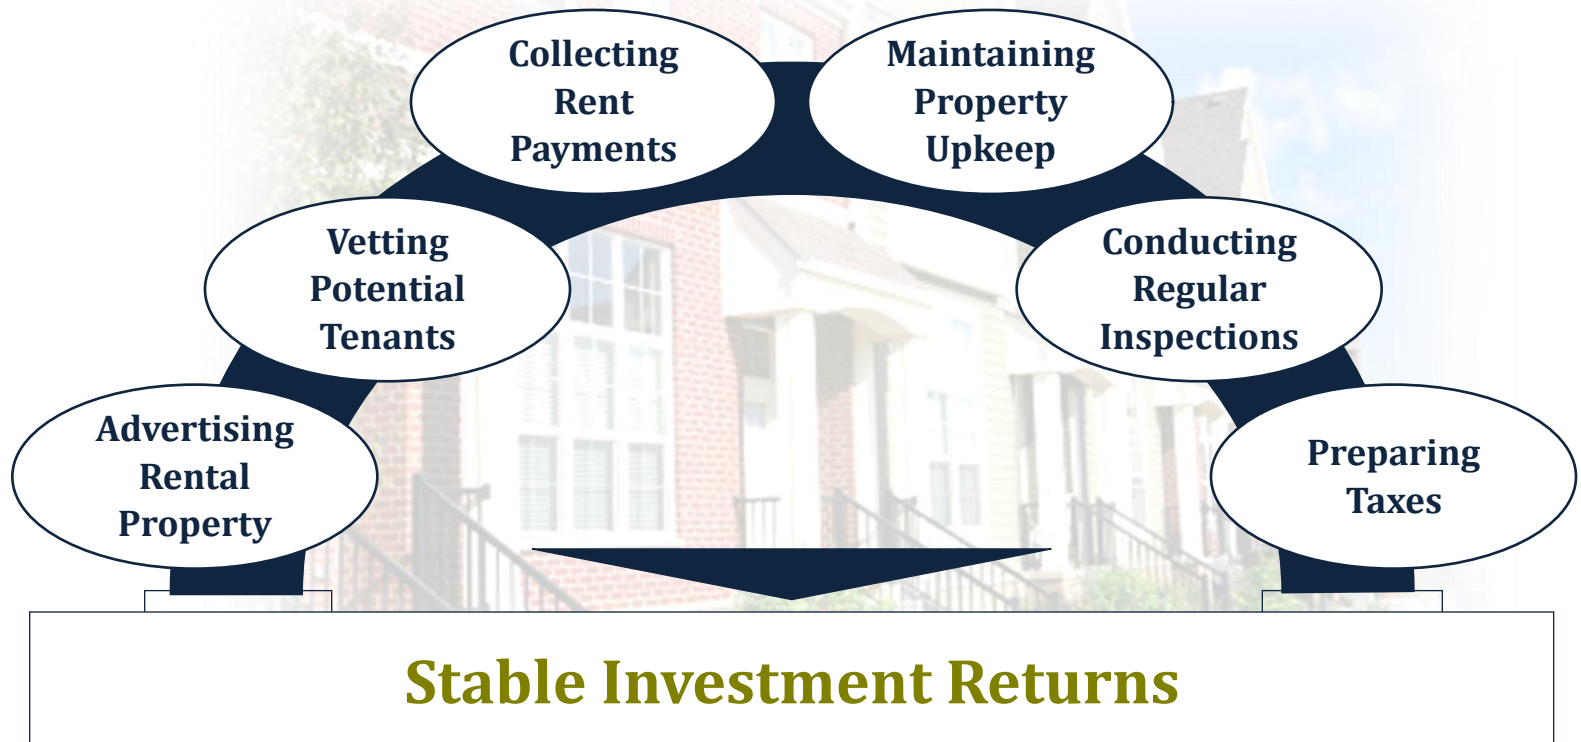 Collecting
Rent
Payments
Maintaining
Property
Upkeep
Vetting
Potential
Tenants
Conducting
Regular
Inspections
Advertising
Rental
Property
Preparing
Taxes
Stable Investment Returns